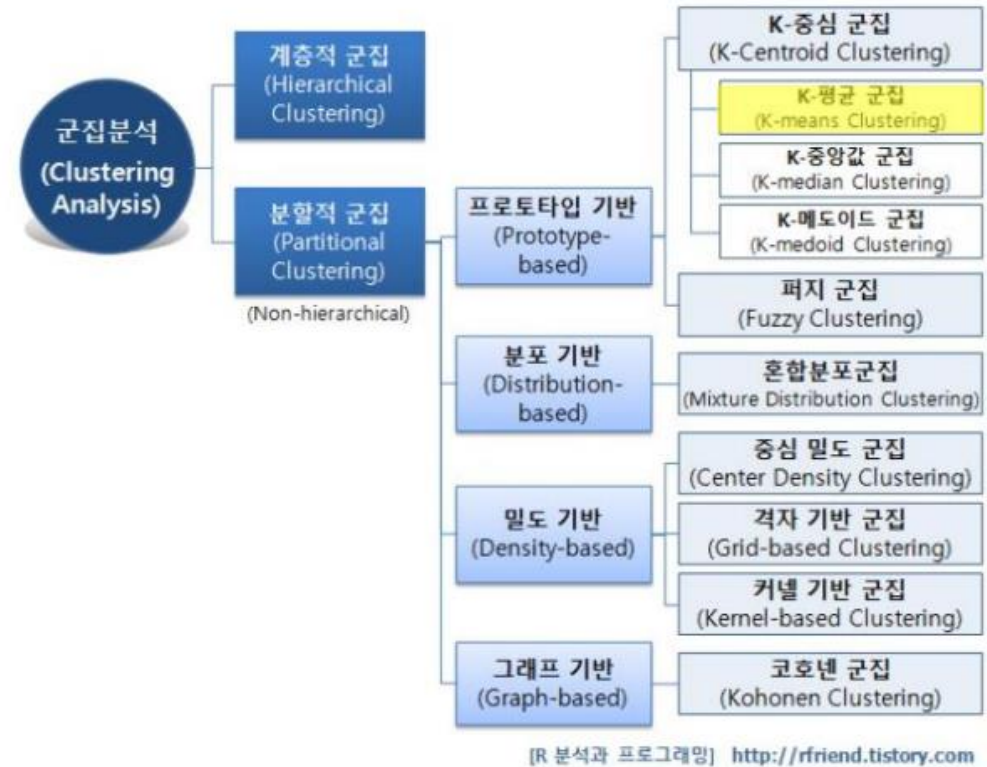 군집분석
(Clustering
Analysis)
계층적 군집
(Hierarchical
Clustering)
분할적 군집
(Partitional
Clustering)
(Non-hierarchical)
프로토타입 기반
(Prototype-
based)
분포 기반
(Distribution-
based)
밀도 기반
(Density-based)
그래프 기반
(Graph-based)
K-중심 군집
(K-Centroid Clustering)
K-평균 군집
(K-means Clustering)
K-중앙값 군집
(K-median Clustering)
K-메도이드 군집
(K-medoid Clustering)
퍼지 군집
(Fuzzy Clustering)
혼합분포군집
(Mixture Distribution Clustering)
중심 밀도 군집
(Center Density Clustering)
격자 기반 군집
(Grid-based Clustering)
커널 기반 군집
(Kernel-based Clustering)
코호넨 군집
(Kohonen Clustering)
[R 분석과 프로그래밍] http://rfriend.tistory.com